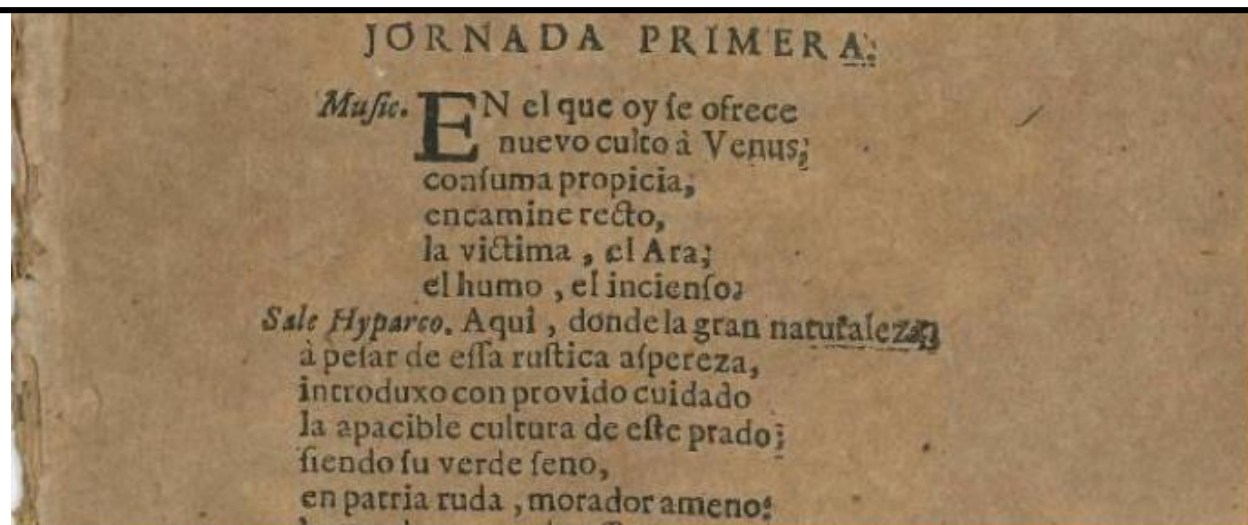 JORNADA PRIMERA.
Muſic. EN el que oy ſe ofrece
nuevo culto à Venus;
conſuma propicia,
encamine recto,
la victima , el Ara;
el humo , el incienſo:
Sale Hyparco. Aqui , donde la gran naturaleza,
à peſar de eſſa ruſtica aſpereza,
introduxo con provido cuidado
la apacible cultura de eſte prado;
ſiendo ſu verde ſeno,
en patria ruda , morador ameno: